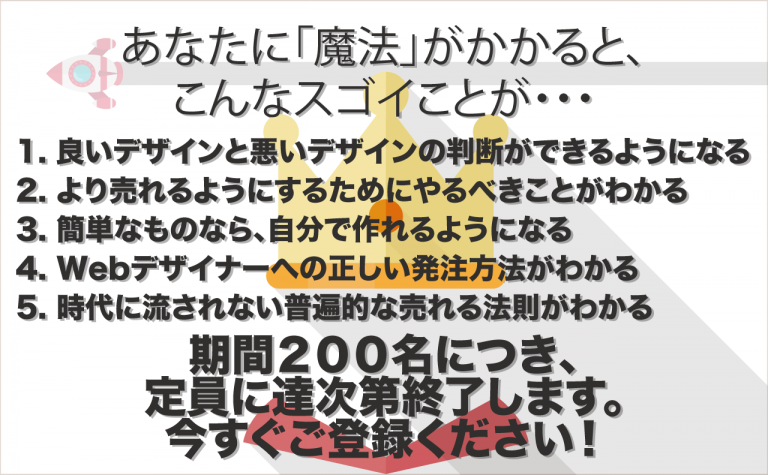 あなたに「魔法」がかかると、
こんなスゴイことが・・・
1. 良いデザインと悪いデザインの判断ができるようになる
2. より売れるようにするためにやるべきことがわかる
3. 簡単なものなら、自分で作れるようになる
4. Webデザイナーへの正しい発注方法がわかる
5. 時代に流されない普遍的な売れる法則がわかる
期間２００名につき、
定員に達次第終了します。
今すぐご登録ください！